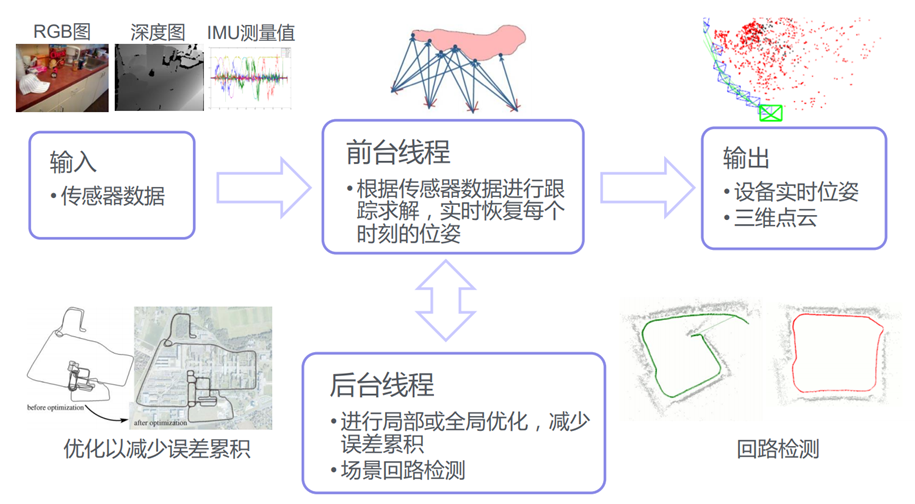 RGB图
深度图
IMU测量值
输入
• 传感器数据
前台线程
• 根据传感器数据进行跟
踪求解，实时恢复每个
时刻的位姿
输出
• 设备实时位姿
• 三维点云
before optimization
after optimization
优化以减少误差累积
后台线程
• 进行局部或全局优化，减少
误差累积
• 场景回路检测
回路检测